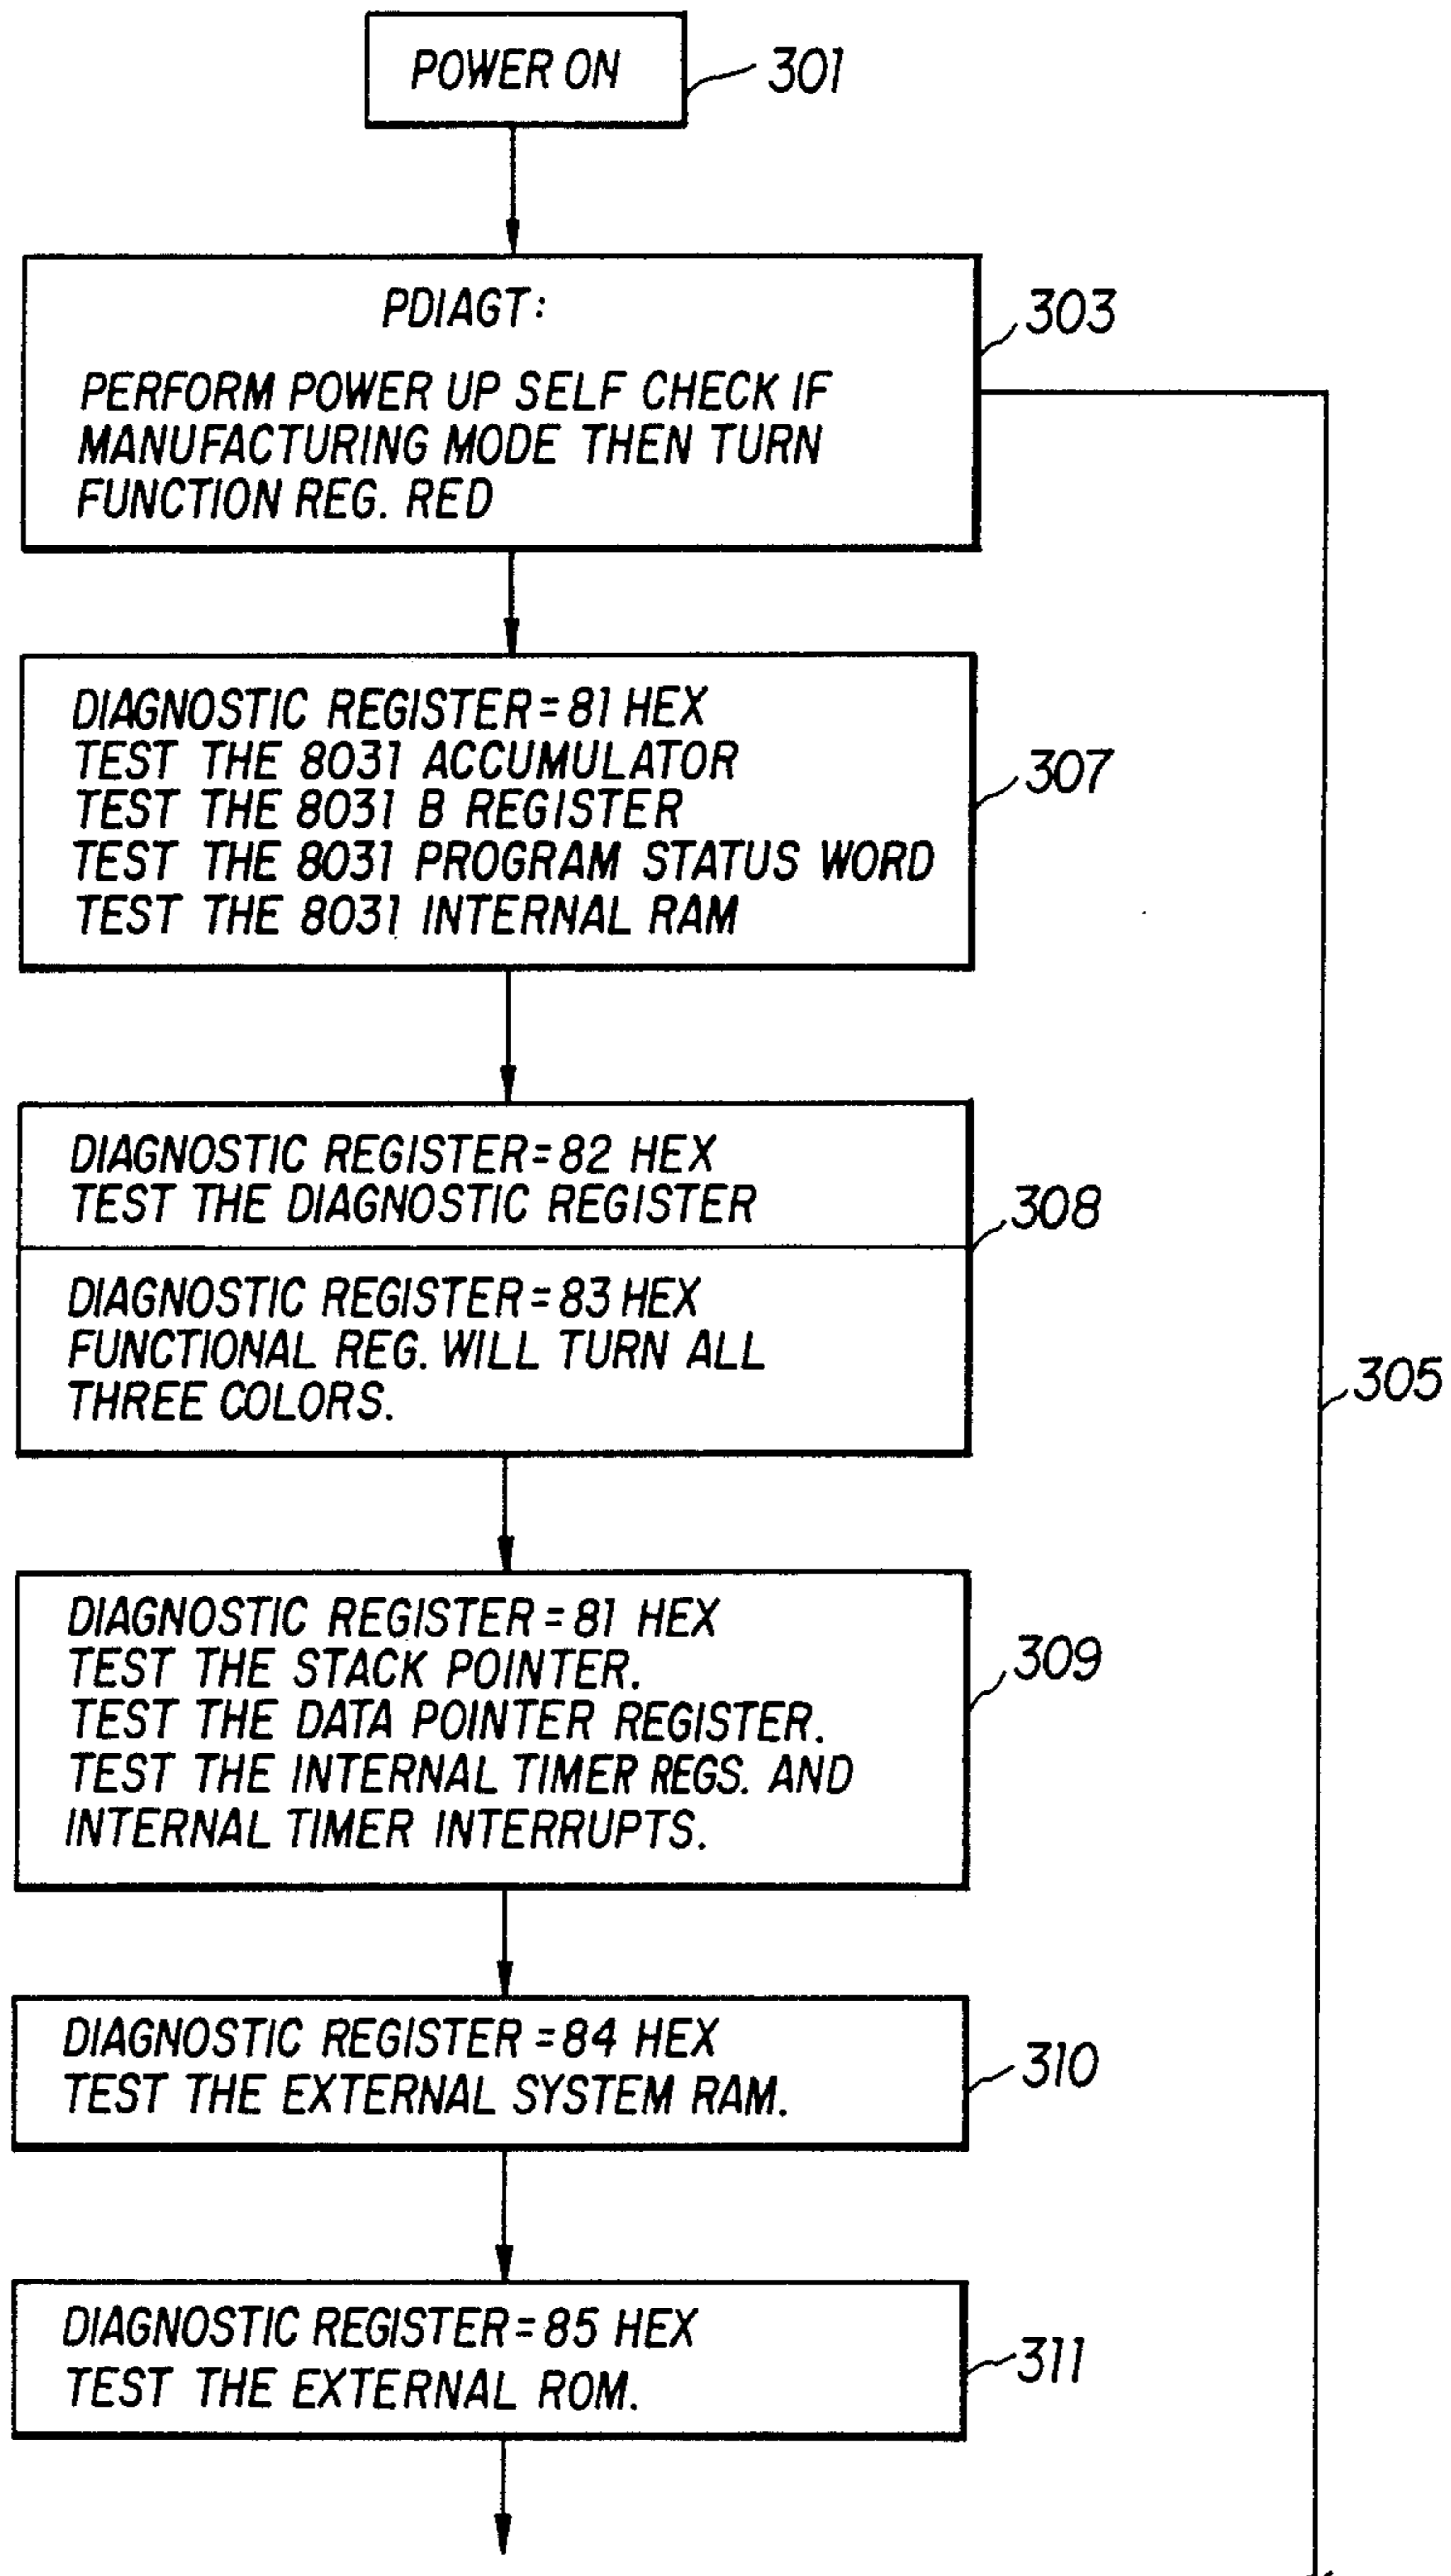 POWER ON
301
PDIAGT:
303
PERFORM POWER UP SELF CHECK IF
MANUFACTURING MODE THEN TURN
FUNCTION REG. RED
DIAGNOSTIC REGISTER=81 HEX
TEST THE 8031 ACCUMULATOR
307
TEST THE 8031 B REGISTER
TEST THE 8031 PROGRAM STATUS WORD
TEST THE 8031 INTERNAL RAM
DIAGNOSTIC REGISTER=82 HEX
TEST THE DIAGNOSTIC REGISTER
308
DIAGNOSTIC REGISTER=83 HEX
FUNCTIONAL REG. WILL TURN ALL
THREE COLORS.
305
DIAGNOSTIC REGISTER=81 HEX
TEST THE STACK POINTER.
309
TEST THE DATA POINTER REGISTER.
TEST THE INTERNAL TIMER REGS. AND
INTERNAL TIMER INTERRUPTS.
DIAGNOSTIC REGISTER=84 HEX
TEST THE EXTERNAL SYSTEM RAM.
310
DIAGNOSTIC REGISTER=85 HEX
TEST THE EXTERNAL ROM.
311